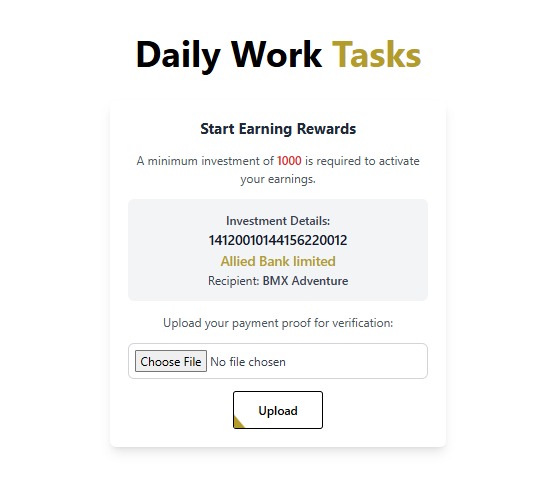 Daily Work Tasks
Start Earning Rewards
A minimum investment of 1000 is required to activate
your earnings.
Investment Details:
14120010144156220012
Allied Bank limited
Recipient: BMX Adventure
Upload your payment proof for verification:
Choose File No file chosen
Upload